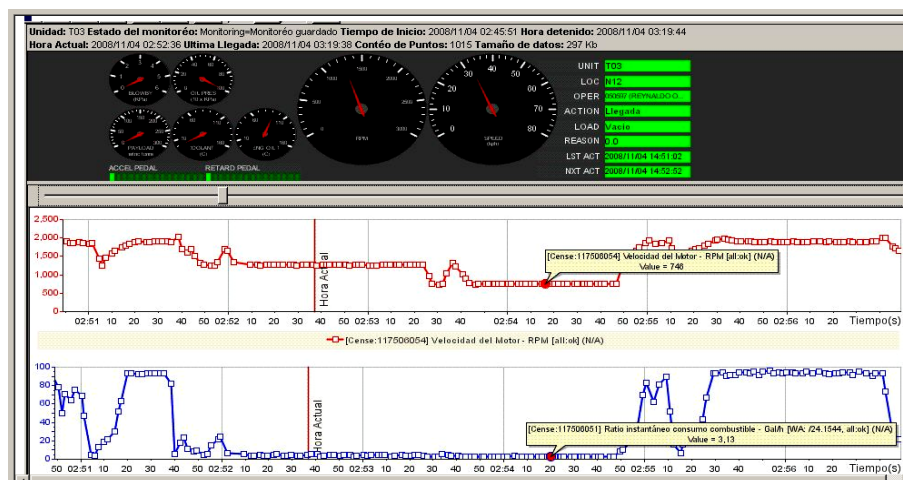 Unidad: T03 Estado del monitoréo: Monitoring=Monitoréo guardado Tiempo de Inicio: 2008/11/04 02:45:51 Hora detenido: 2008/11/04 03:19:44
Hora Actual: 2008/11/04 02:52:36 Ultima Llegada: 2008/11/04 03:19:38 Contéo de Puntos: 1015 Tamaño de datos: 297 Kb
BLOWBY
(KPa)
OIL PRES
RPM
SPEED
(kph)
PAYLOAD
COOLANT
(C)
(C)
ACCEL PEDAL RETARD PEDAL
UNIT T03
LOC N12
OPER
ACTION Llegada
LOAD Vacio
REASON 0.0
LST ACT 2008/11/04 14:51:02
NXT ACT 2008/11/04 14:52:52
2,500
2,000
1,500
1,000
500
0
Hora Actual
[Cense:117506054] Velocidad del Motor - RPM [all:ok] (N/A)
Value = 746
02:51 10 20 30 40 50 02:52 10 20 30 40 50 02:53 10 20 30 40 02:54 10 20 30 40 50 02:55 10 20 30 40 50 02:56 10 20 Tiempo(s)
[Cense:117506054] Velocidad del Motor - RPM [all:ok] (N/A)
100
80
60
40
20
0
Hora Actual
[Cense:117506051] Ratio instantáneo consumo combustible - Gal/h [WA: /24.1544, all:ok] (N/A)
Value = 3,13
50 02:51 10 20 30 40 50 02:52 10 20 30 40 50 02:53 10 20 30 40 50 02:54 10 20 30 40 50 02:55 10 20 30 40 50 02:56 10 20 Tiempo(s)